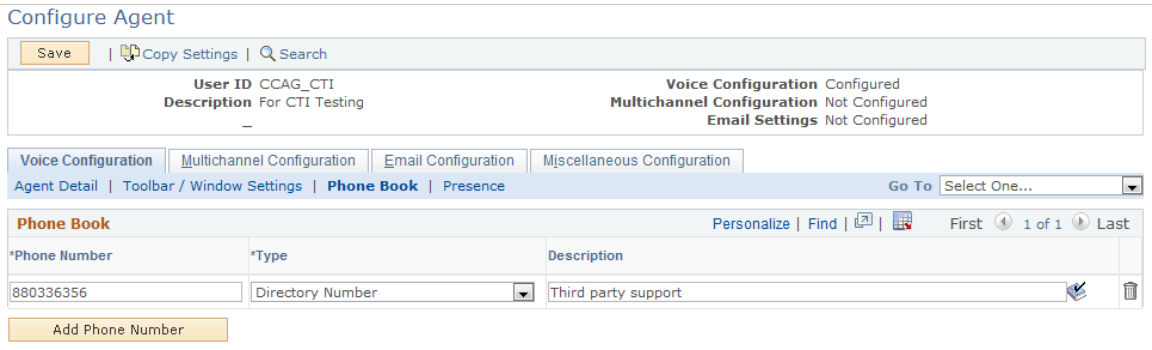 Configure Agent
Save | Copy Settings | Search
User ID CCAG_CTI Voice Configuration Configured
Description For CTI Testing Multichannel Configuration Not Configured
_ Email Settings Not Configured
Voice Configuration Multichannel Configuration Email Configuration Miscellaneous Configuration
Agent Detail | Toolbar / Window Settings | Phone Book | Presence Go To Select One...
Phone Book Personalize | Find | | First 1 of 1 Last
*Phone Number *Type Description
880336356 Directory Number Third party support
Add Phone Number